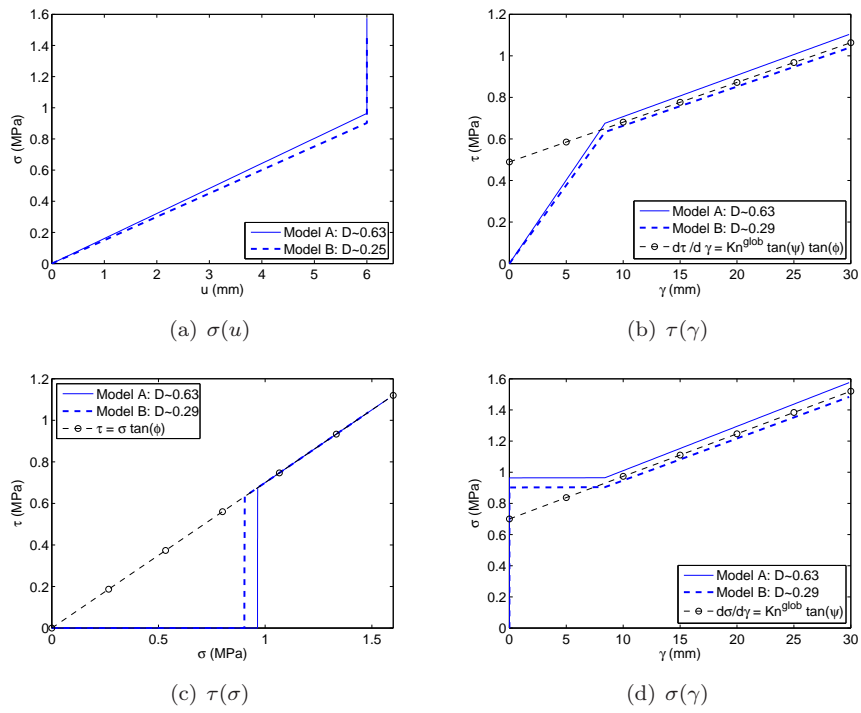 1.6
1.4
1.2
1
0.8
0.6
0.4
0.2
0
σ (MPa)
0 1 2 3 4 5 6
u (mm)
Model A: D~0.63
Model B: D~0.25
(a) σ(u)
1.2
1
0.8
0.6
0.4
0.2
0
τ (MPa)
0 5 10 15 20 25 30
γ (mm)
Model A: D~0.63
Model B: D~0.29
dτ/d γ = Kn^glob tan(ψ) tan(ϕ)
(b) τ(γ)
1.2
1
0.8
0.6
0.4
0.2
0
τ (MPa)
0 0.5 1 1.5
σ (MPa)
Model A: D~0.63
Model B: D~0.29
τ = σ tan(ϕ)
(c) τ(σ)
1.6
1.4
1.2
1
0.8
0.6
0.4
0.2
0
σ (MPa)
0 5 10 15 20 25 30
γ (mm)
Model A: D~0.63
Model B: D~0.29
dσ/dγ = Kn^glob tan(ψ)
(d) σ(γ)